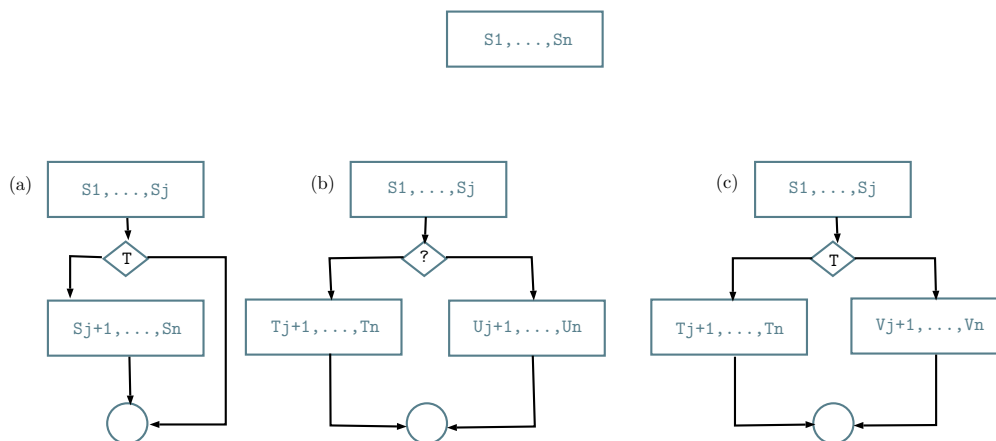 S1,...,Sn
(a)
S1,...,Sj
T
Sj+1,...,Sn
(b)
S1,...,Sj
?
Tj+1,...,Tn
Uj+1,...,Un
(c)
S1,...,Sj
T
Tj+1,...,Tn
Vj+1,...,Vn